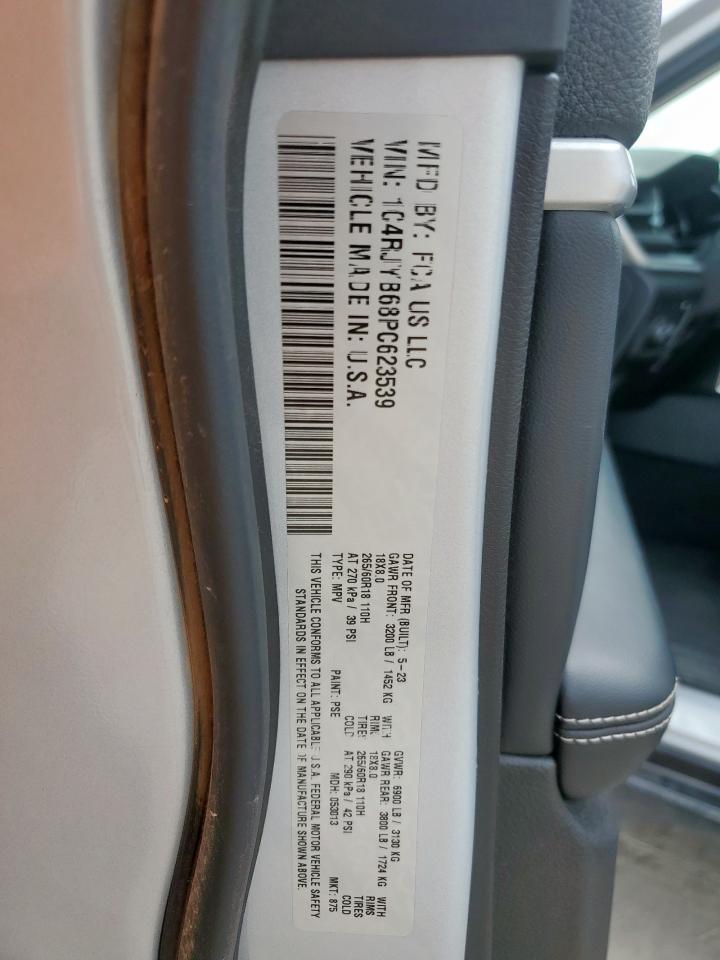 MFD BY: FCA US LLC
VIN: 1C4RJYB68PC623539
VEHICLE MADE IN: U.S.A.
DATE OF MFR (BUILT): 5-23 GVWR: 6900 LB / 3130 KG
GAWR FRONT: 3200 LB / 1452 KG WITH GAWR REAR: 3800 LB / 1724 KG WITH
18X8.0 RIM: 18X8.0 RIMS
265/60R18 110H TIRE: 265/60R18 110H TIRES
AT 270 kPa / 39 PSI COLD AT 290 kPa / 42 PSI COLD
TYPE: MPV PAINT: PSE MDH: 053013 MKT: 875
THIS VEHICLE CONFORMS TO ALL APPLICABLE U.S.A. FEDERAL MOTOR VEHICLE SAFETY
STANDARDS IN EFFECT ON THE DATE OF MANUFACTURE SHOWN ABOVE.